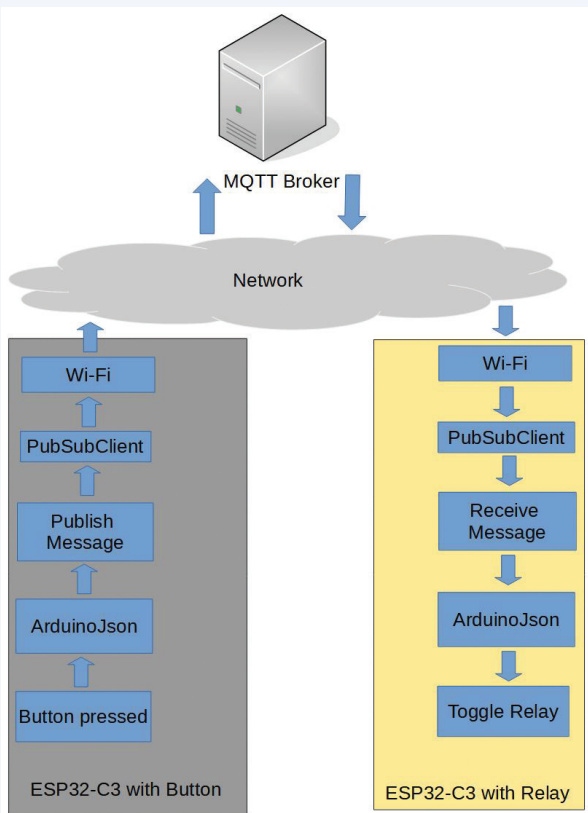 MQTT Broker
Network
Wi-Fi
PubSubClient
Publish
Message
ArduinoJson
Button pressed
ESP32-C3 with Button
Wi-Fi
PubSubClient
Receive
Message
ArduinoJson
Toggle Relay
ESP32-C3 with Relay